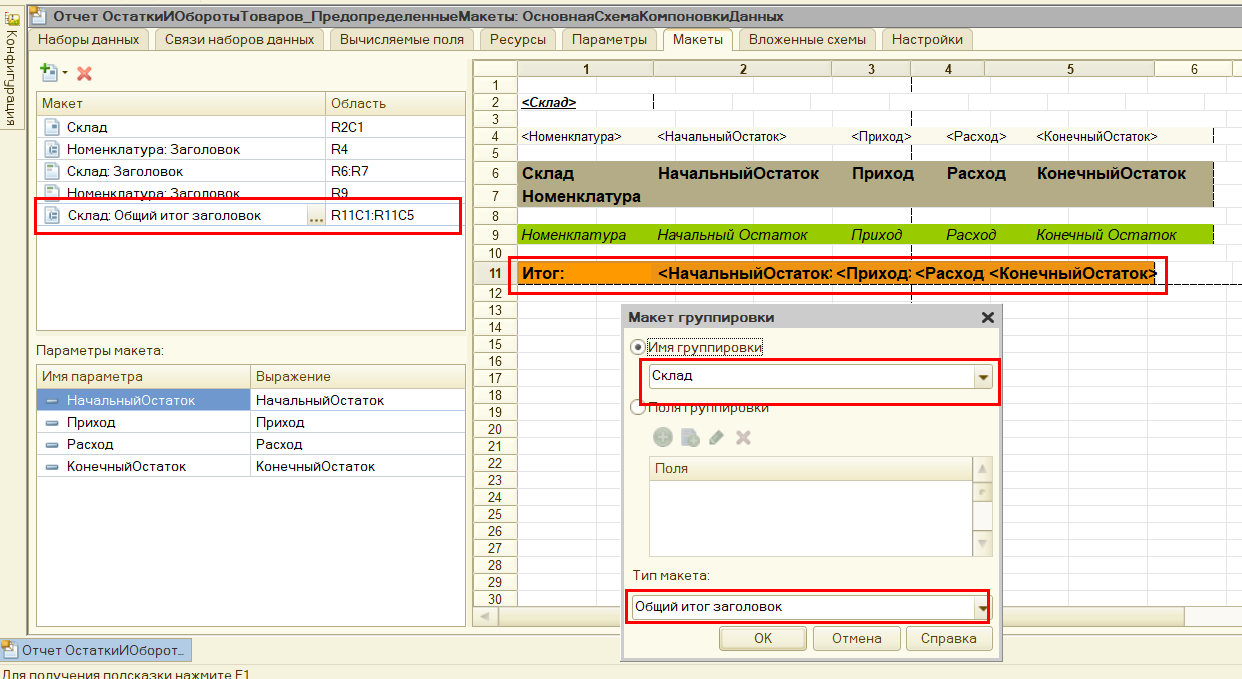 Отчет ОстаткиИОборотыТоваров_ПредопределенныеМакеты: ОсновнаяСхемаКомпоновкиДанных
Конфигурация
Наборы данных Связи наборов данных Вычисляемые поля Ресурсы Параметры Макеты Вложенные схемы Настройки
Макет Область
Склад R2C1
Номенклатура: Заголовок R4
Склад: Заголовок R6:R7
Номенклатура: Заголовок R9
Склад: Общий итог заголовок ... R11C1:R11C5
Параметры макета:
Имя параметра Выражение
НачальныйОстаток НачальныйОстаток
Приход Приход
Расход Расход
КонечныйОстаток КонечныйОстаток
1 2 3 4 5 6
1
2 <Склад>
3
4 <Номенклатура> <НачальныйОстаток> <Приход> <Расход> <КонечныйОстаток>
5
6 Склад НачальныйОстаток Приход Расход КонечныйОстаток
7 Номенклатура
8
9 Номенклатура Начальный Остаток Приход Расход Конечный Остаток
10
11 Итог: <НачальныйОстаток> <Приход> <Расход <КонечныйОстаток>
12
13
14
15
16
17
18
19
20
21
22
23
24
25
26
27
28
29
30
Макет группировки
Имя группировки
Склад
Поля группировки
Поля
Тип макета:
Общий итог заголовок
ОК Отмена Справка
Отчет ОстаткиИОборот...
Для получения подсказки нажмите F1